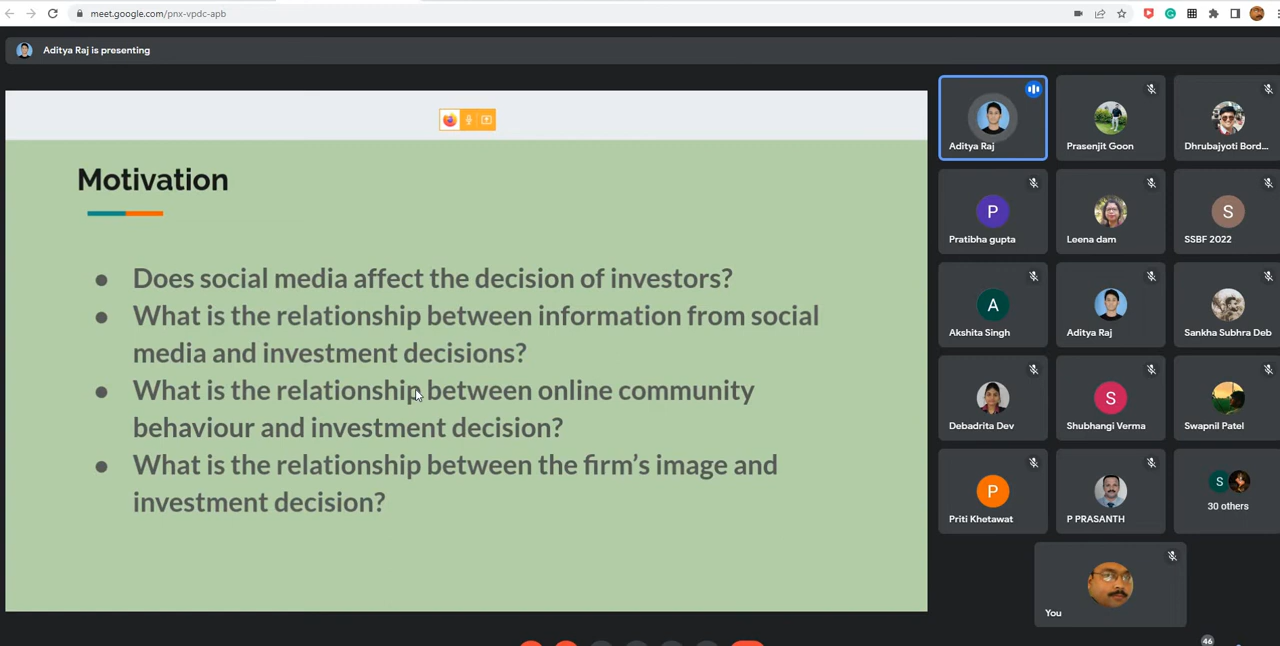 meet.google.com/pnx-vpdc-apb
Aditya Raj is presenting
Motivation
● Does social media affect the decision of investors?
● What is the relationship between information from social
media and investment decisions?
● What is the relationship between online community
behaviour and investment decision?
● What is the relationship between the firm's image and
investment decision?
Aditya Raj
Prasenjit Goon
Dhrubajyoti Bord...
P
Pratibha gupta
Leena dam
S
SSBF 2022
A
Akshita Singh
Aditya Raj
Sankha Subhra Deb
Debadrita Dev
S
Shubhangi Verma
Swapnil Patel
P
Priti Khetawat
P PRASANTH
S
30 others
You
46